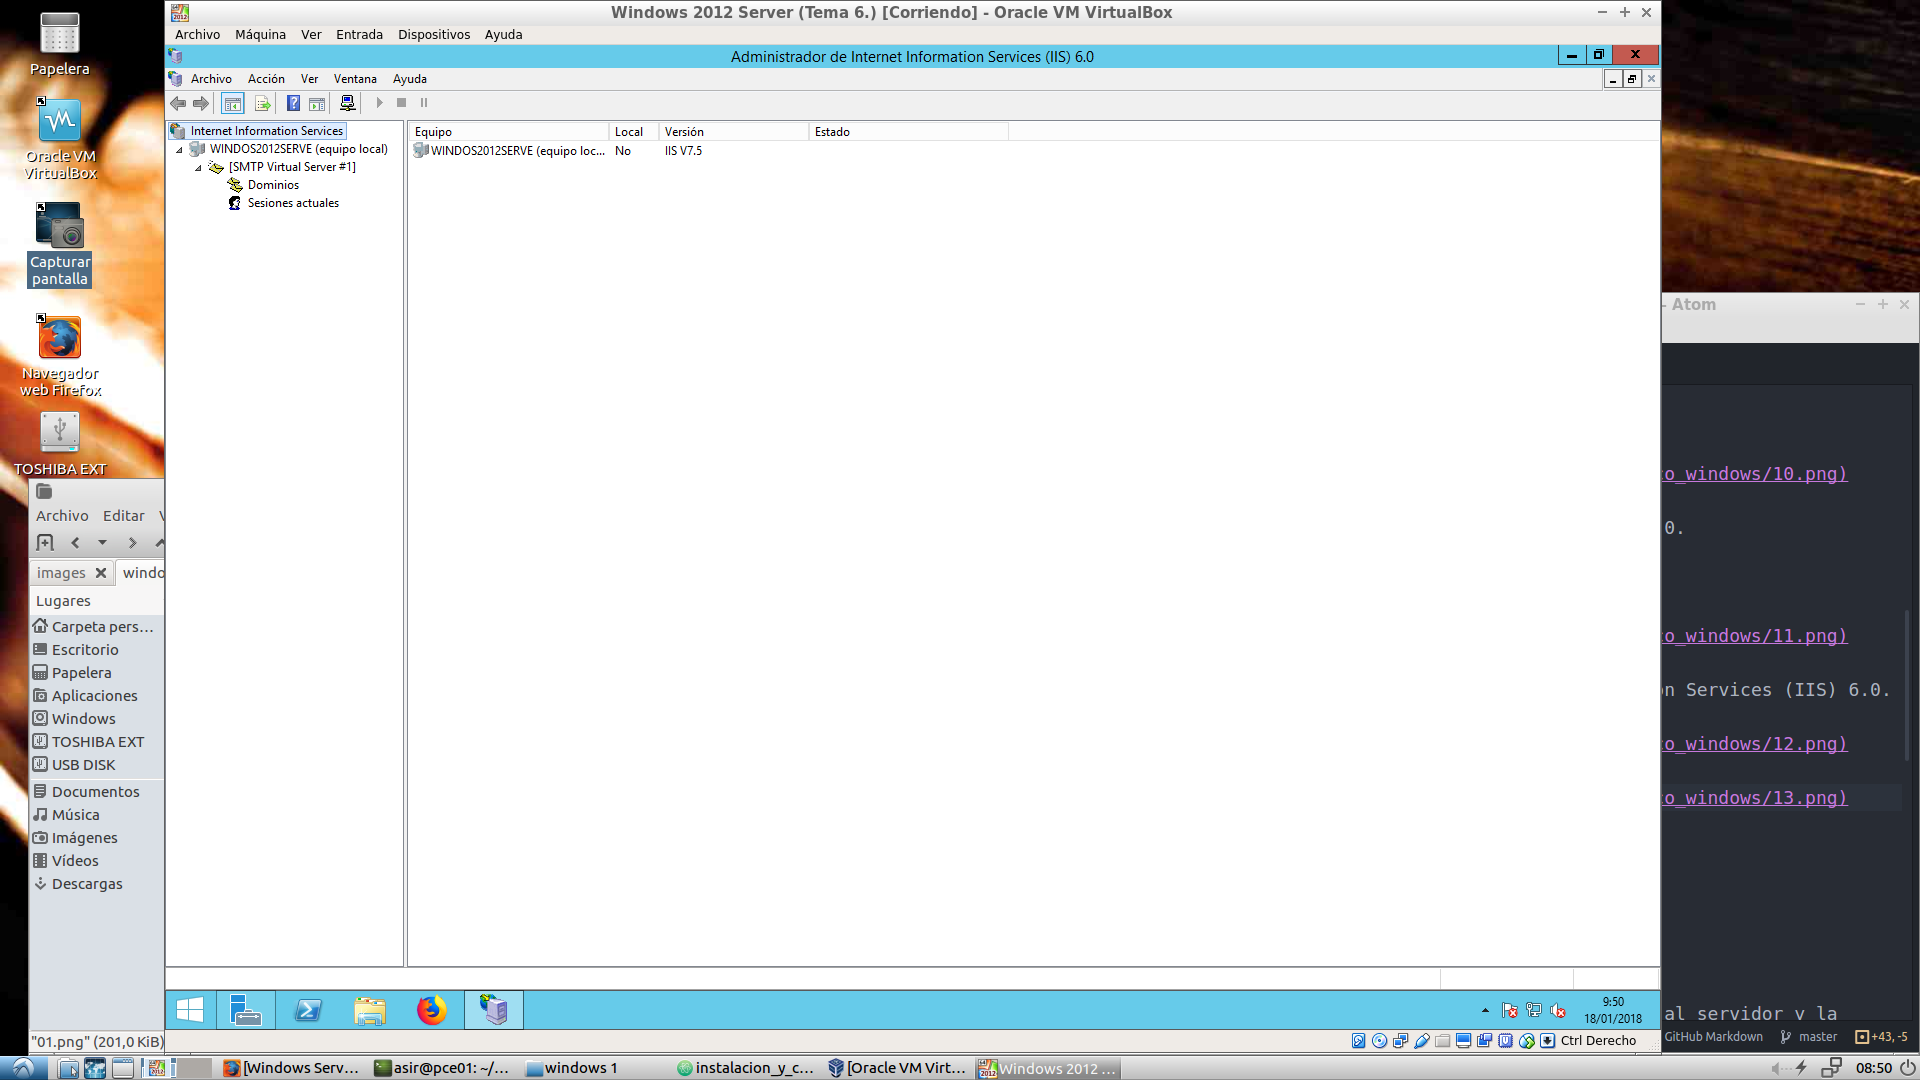 Windows 2012 Server (Tema 6.) [Corriendo] - Oracle VM VirtualBox
Archivo Máquina Ver Entrada Dispositivos Ayuda
Administrador de Internet Information Services (IIS) 6.0
Archivo Acción Ver Ventana Ayuda
Internet Information Services
WINDOS2012SERVE (equipo local)
[SMTP Virtual Server #1]
Dominios
Sesiones actuales
Equipo Local Versión Estado
WINDOS2012SERVE (equipo loc... No IIS V7.5
Papelera
Oracle VM
VirtualBox
Capturar
pantalla
Navegador
web Firefox
TOSHIBA EXT
Archivo Editar V
images windo
Lugares
Carpeta pers...
Escritorio
Papelera
Aplicaciones
Windows
TOSHIBA EXT
USB DISK
Documentos
Música
Imágenes
Vídeos
Descargas
"01.png" (201,0 KiB)
- Atom
o_windows/10.png)
0.
o_windows/11.png)
n Services (IIS) 6.0.
o_windows/12.png)
o_windows/13.png)
al servidor y la
GitHub Markdown master +43, -5
9:50
18/01/2018
Ctrl Derecho
[Windows Serv... asir@pce01: ~/... windows 1 instalacion_y_c... [Oracle VM Virt... Windows 2012 ... 08:50